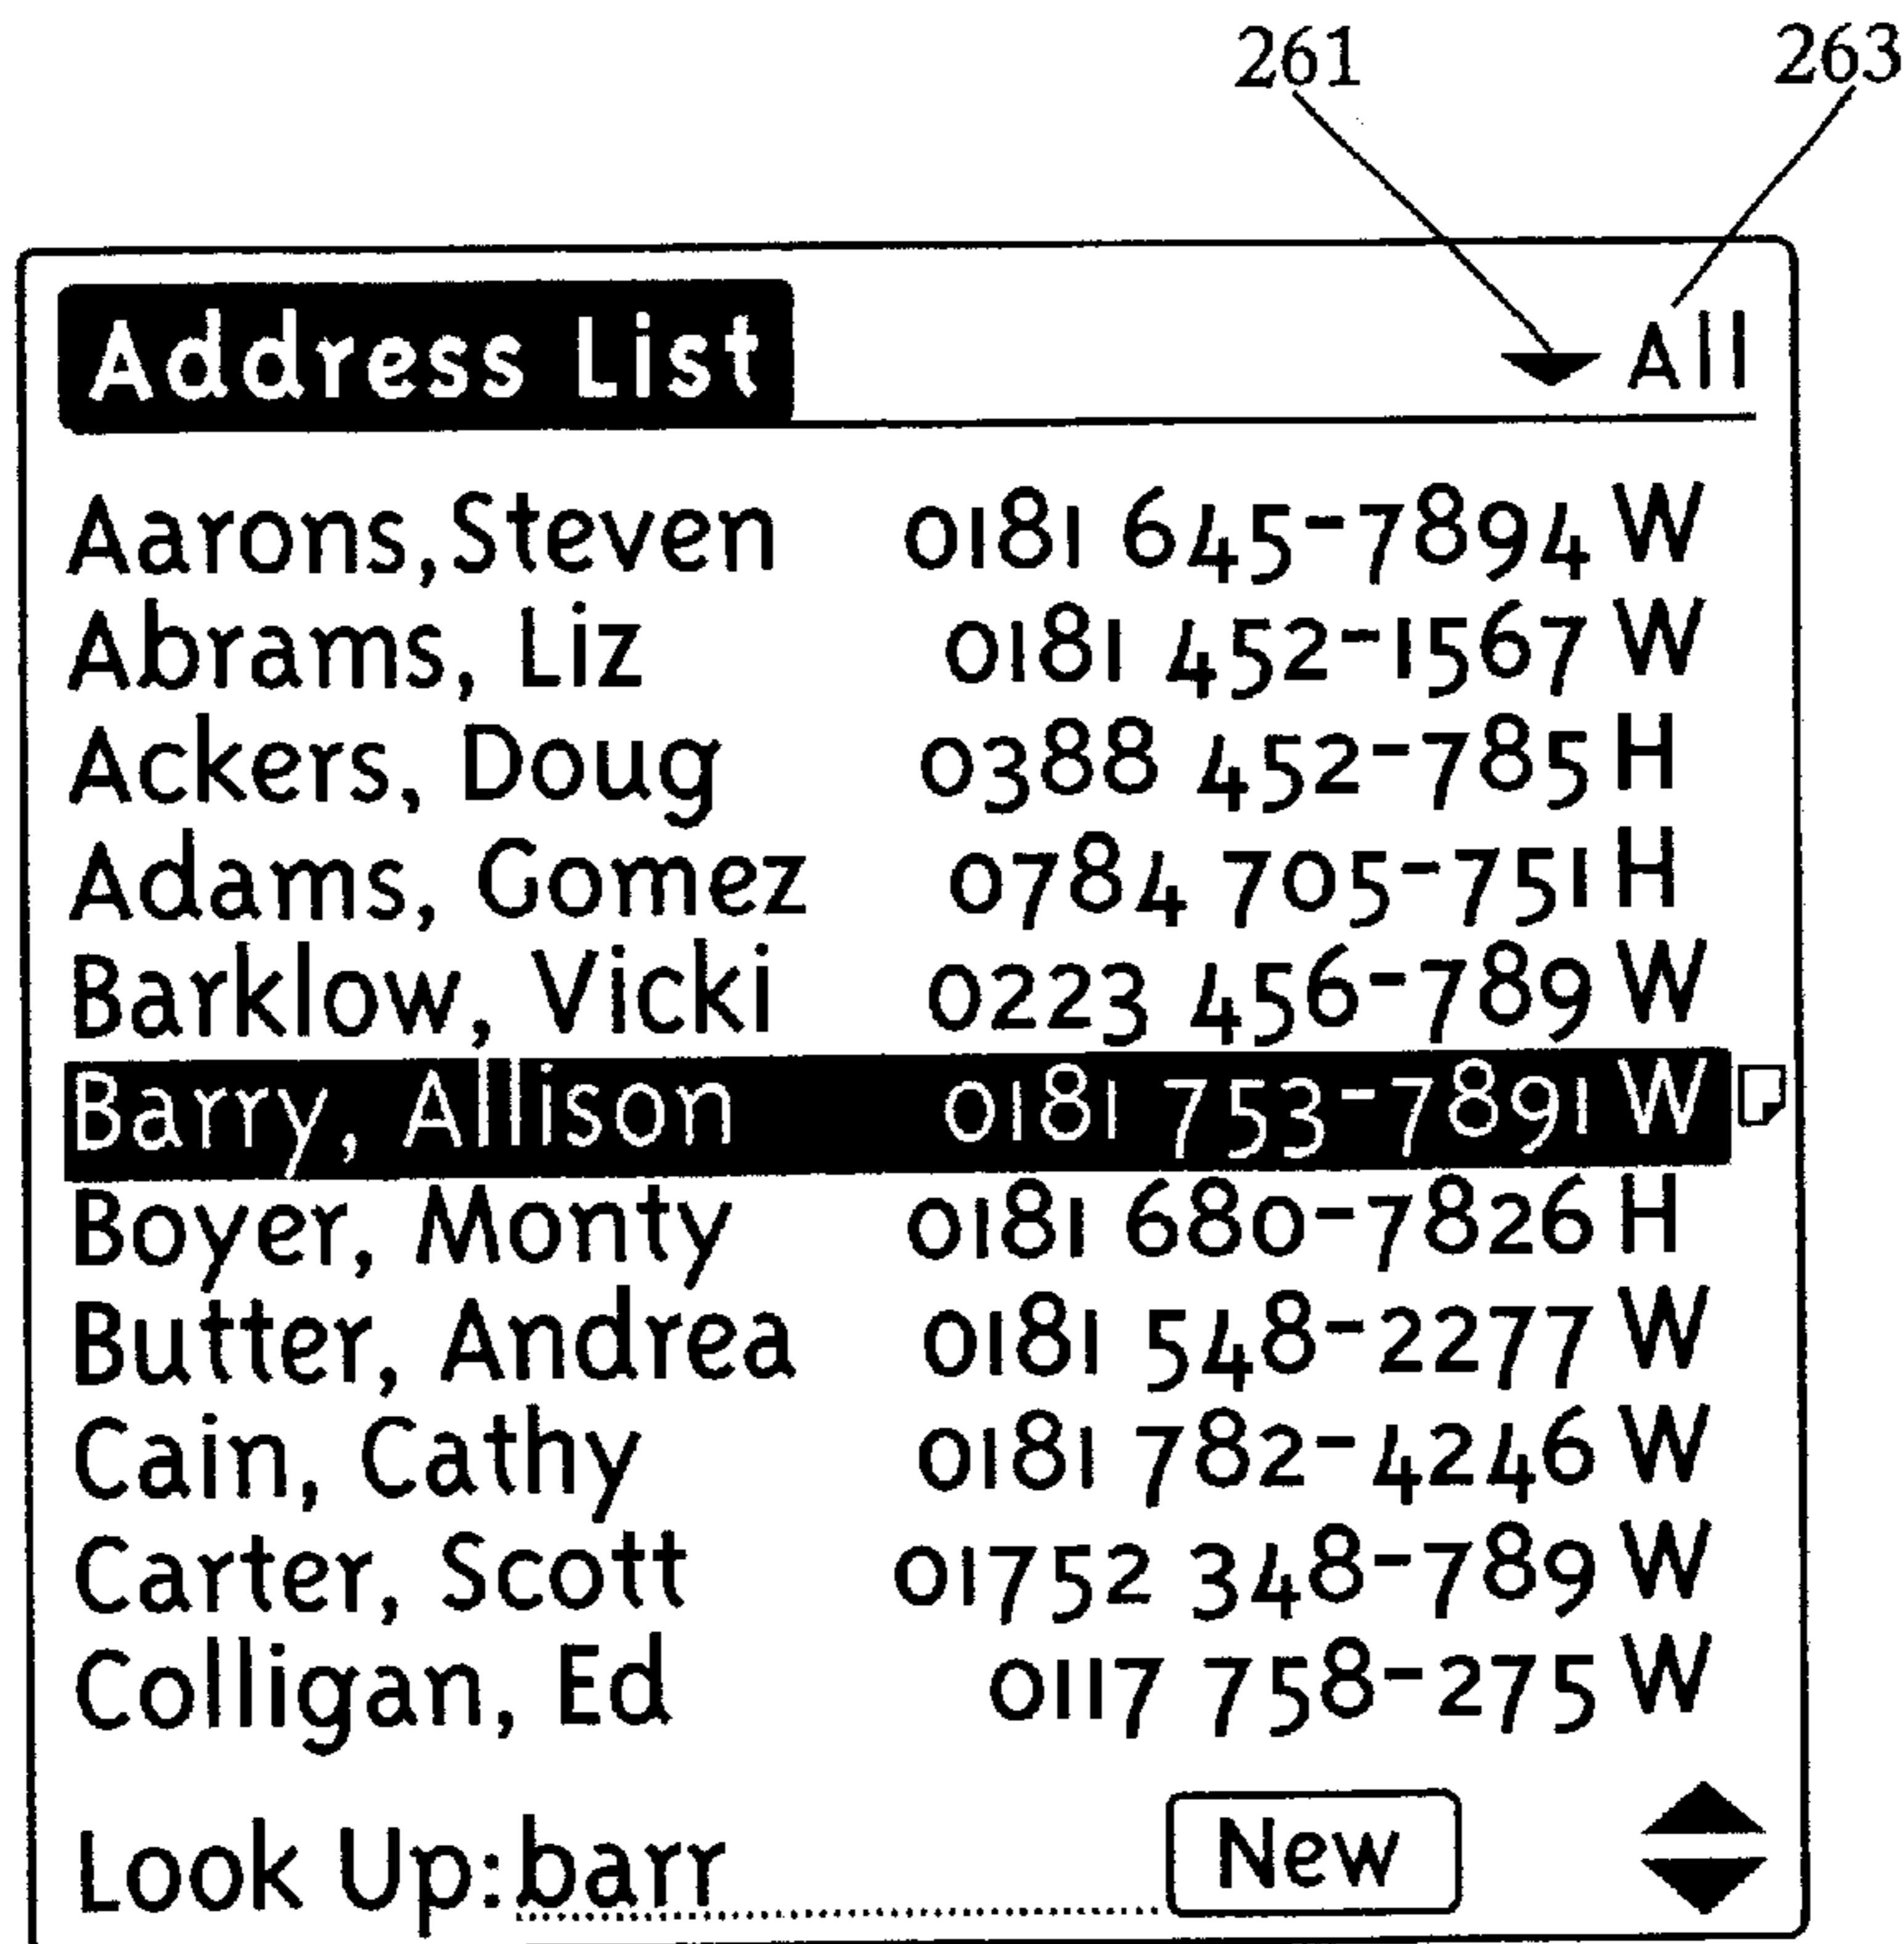 261 263
Address List All
Aarons,Steven 0181 645-7894 W
Abrams, Liz 0181 452-1567 W
Ackers, Doug 0388 452-785 H
Adams, Gomez 0784 705-751 H
Barklow, Vicki 0223 456-789 W
Barry, Allison 0181 753-7891 W
Boyer, Monty 0181 680-7826 H
Butter, Andrea 0181 548-2277 W
Cain, Cathy 0181 782-4246 W
Carter, Scott 01752 348-789 W
Colligan, Ed 0117 758-275 W
Look Up:barr New